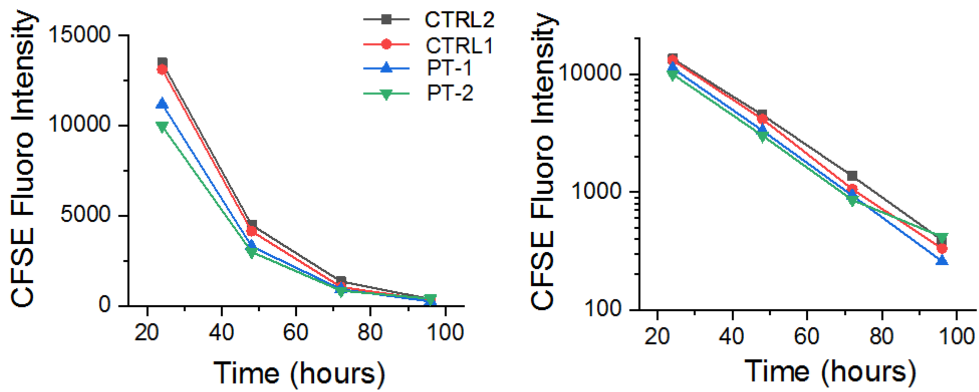 CFSE Fluoro Intensity
15000
10000
5000
0
20 40 60 80 100
Time (hours)
CTRL2
CTRL1
PT-1
PT-2
CFSE Fluoro Intensity
10000
1000
100
20 40 60 80 100
Time (hours)